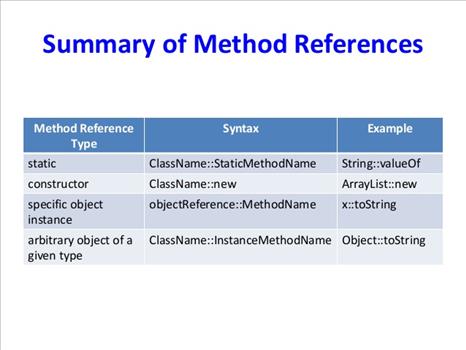 Summary of Method References
Method Reference Type Syntax Example
static ClassName::StaticMethodName String::valueOf
constructor ClassName::new ArrayList::new
specific object instance objectReference::MethodName x::toString
arbitrary object of a given type ClassName::InstanceMethodName Object::toString